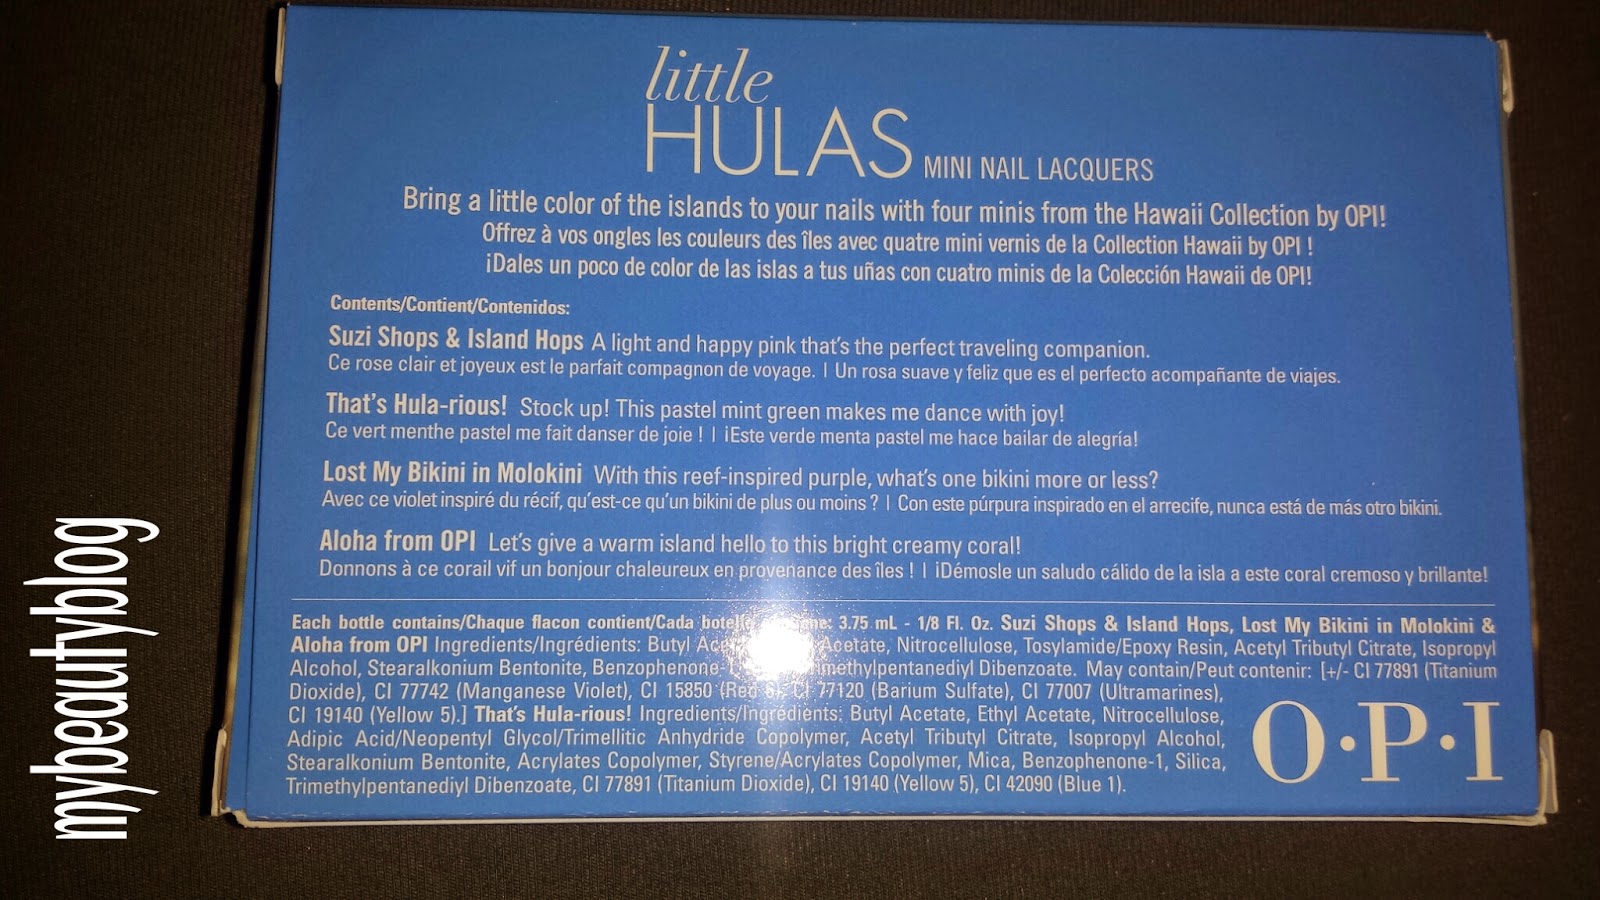 little
HULAS MINI NAIL LACQUERS
Bring a little color of the islands to your nails with four minis from the Hawaii Collection by OPI!
Offrez à vos ongles les couleurs des îles avec quatre mini vernis de la Collection Hawaii by OPI !
¡Dales un poco de color de las islas a tus uñas con cuatro minis de la Colección Hawaii de OPI!
Contents/Contient/Contenidos:
Suzi Shops & Island Hops A light and happy pink that's the perfect traveling companion.
Ce rose clair et joyeux est le parfait compagnon de voyage. | Un rosa suave y feliz que es el perfecto acompañante de viajes.
That's Hula-rious! Stock up! This pastel mint green makes me dance with joy!
Ce vert menthe pastel me fait danser de joie ! | ¡Este verde menta pastel me hace bailar de alegría!
Lost My Bikini in Molokini With this reef-inspired purple, what's one bikini more or less?
Avec ce violet inspiré du récif, qu'est-ce qu'un bikini de plus ou moins ? | Con este púrpura inspirado en el arrecife, nunca está de más otro bikini.
Aloha from OPI Let's give a warm island hello to this bright creamy coral!
Donnons à ce corail vif un bonjour chaleureux en provenance des îles ! | ¡Démosle un saludo cálido de la isla a este coral cremoso y brillante!
Each bottle contains/Chaque flacon contient/Cada 3.75 mL - 1/8 Fl. Oz. Suzi Shops & Island Hops, Lost My Bikini in Molokini &
Aloha from OPI Ingredients/Ingrédients: Butyl Acetate, Nitrocellulose, Tosylamide/Epoxy Resin, Acetyl Tributyl Citrate, Isopropyl
Alcohol, Stearalkonium Bentonite, Dibenzoate. May contain/Peut contenir: [+/- CI 77891 (Titanium
Dioxide), CI 77742 (Manganese Violet), CI 15850 (Red 6), CI 77120 (Barium Sulfate), CI 77007 (Ultramarines),
CI 19140 (Yellow 5).] That's Hula-rious! Ingredients/Ingrédients: Butyl Acetate, Ethyl Acetate, Nitrocellulose,
Adipic Acid/Neopentyl Glycol/Trimellitic Anhydride Copolymer, Acetyl Tributyl Citrate, Isopropyl Alcohol,
Stearalkonium Bentonite, Acrylates Copolymer, Styrene/Acrylates Copolymer, Mica, Benzophenone-1, Silica,
Trimethylpentanediyl Dibenzoate, CI 77891 (Titanium Dioxide), CI 19140 (Yellow 5), CI 42090 (Blue 1).
O·P·I
mybeautyblog